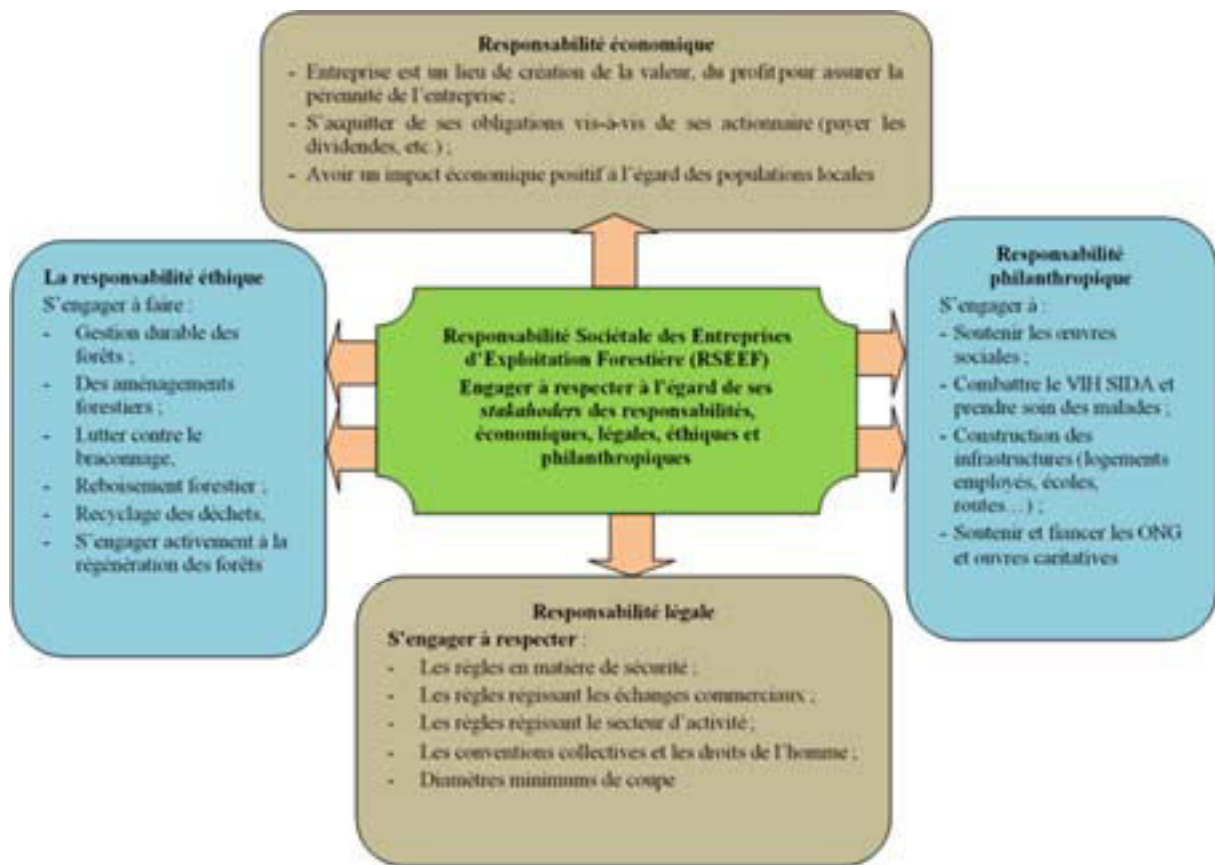 Responsabilité économique
- Entreprise est un lieu de création de la valeur, du profit pour assurer la
pérennité de l'entreprise ;
- S'acquitter de ses obligations vis-à-vis de ses actionnaire (payer les
dividendes, etc.) ;
- Avoir un impact économique positif à l'égard des populations locales
La responsabilité éthique
S'engager à faire :
- Gestion durable des
forêts ;
- Des aménagements
forestiers ;
- Lutter contre le
braconnage,
- Reboisement forestier ;
- Recyclage des déchets,
- S'engager activement à la
régénération des forêts
Responsabilité Sociétale des Entreprises
d'Exploitation Forestière (RSEEF)
Engager à respecter à l'égard de ses
stakahoders des responsabilités,
économiques, légales, éthiques et
philanthropiques
Responsabilité
philanthropique
S'engager à :
- Soutenir les œuvres
sociales ;
- Combattre le VIH SIDA et
prendre soin des malades ;
- Construction des
infrastructures (logements
employés, écoles,
routes…) ;
- Soutenir et fiancer les ONG
et ouvres caritatives
Responsabilité légale
S'engager à respecter :
- Les règles en matière de sécurité ;
- Les règles régissant les échanges commerciaux ;
- Les règles régissant le secteur d'activité ;
- Les conventions collectives et les droits de l'homme ;
- Diamètres minimums de coupe